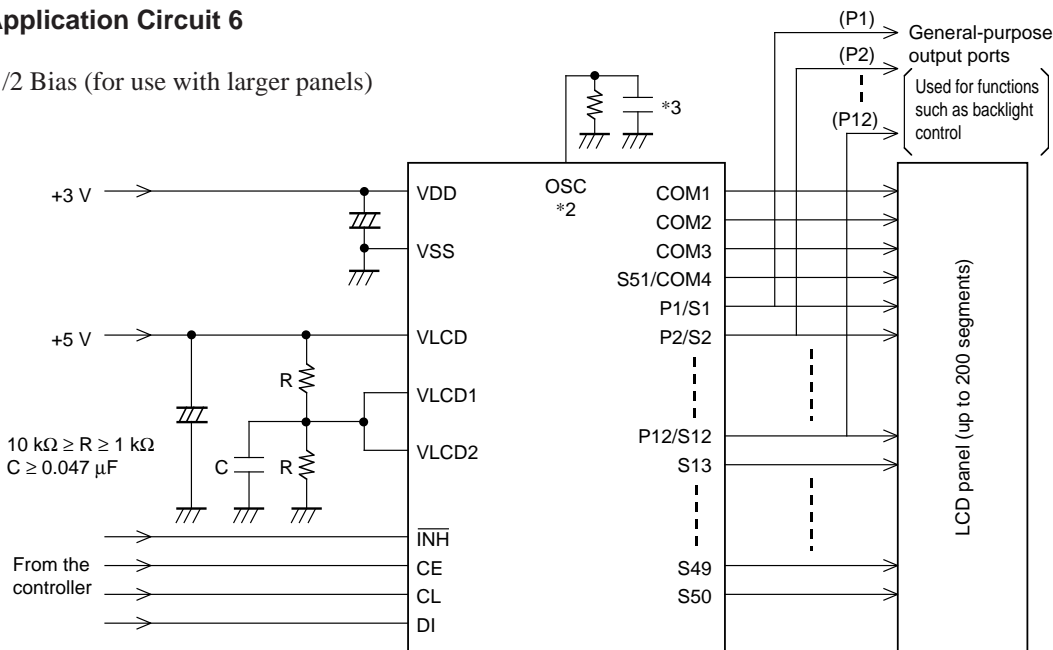 Application Circuit 6
/2 Bias (for use with larger panels)
(P1)
General-purpose
output ports
(P2)
Used for functions
such as backlight
control
(P12)
*3
+3 V
VDD
OSC
*2
COM1
COM2
VSS
COM3
S51/COM4
P1/S1
+5 V
VLCD
P2/S2
R
VLCD1
10 kΩ ≥ R ≥ 1 kΩ
C ≥ 0.047 µF
C
R
VLCD2
P12/S12
S13
LCD panel (up to 200 segments)
INH
From the
controller
CE
CL
DI
S49
S50